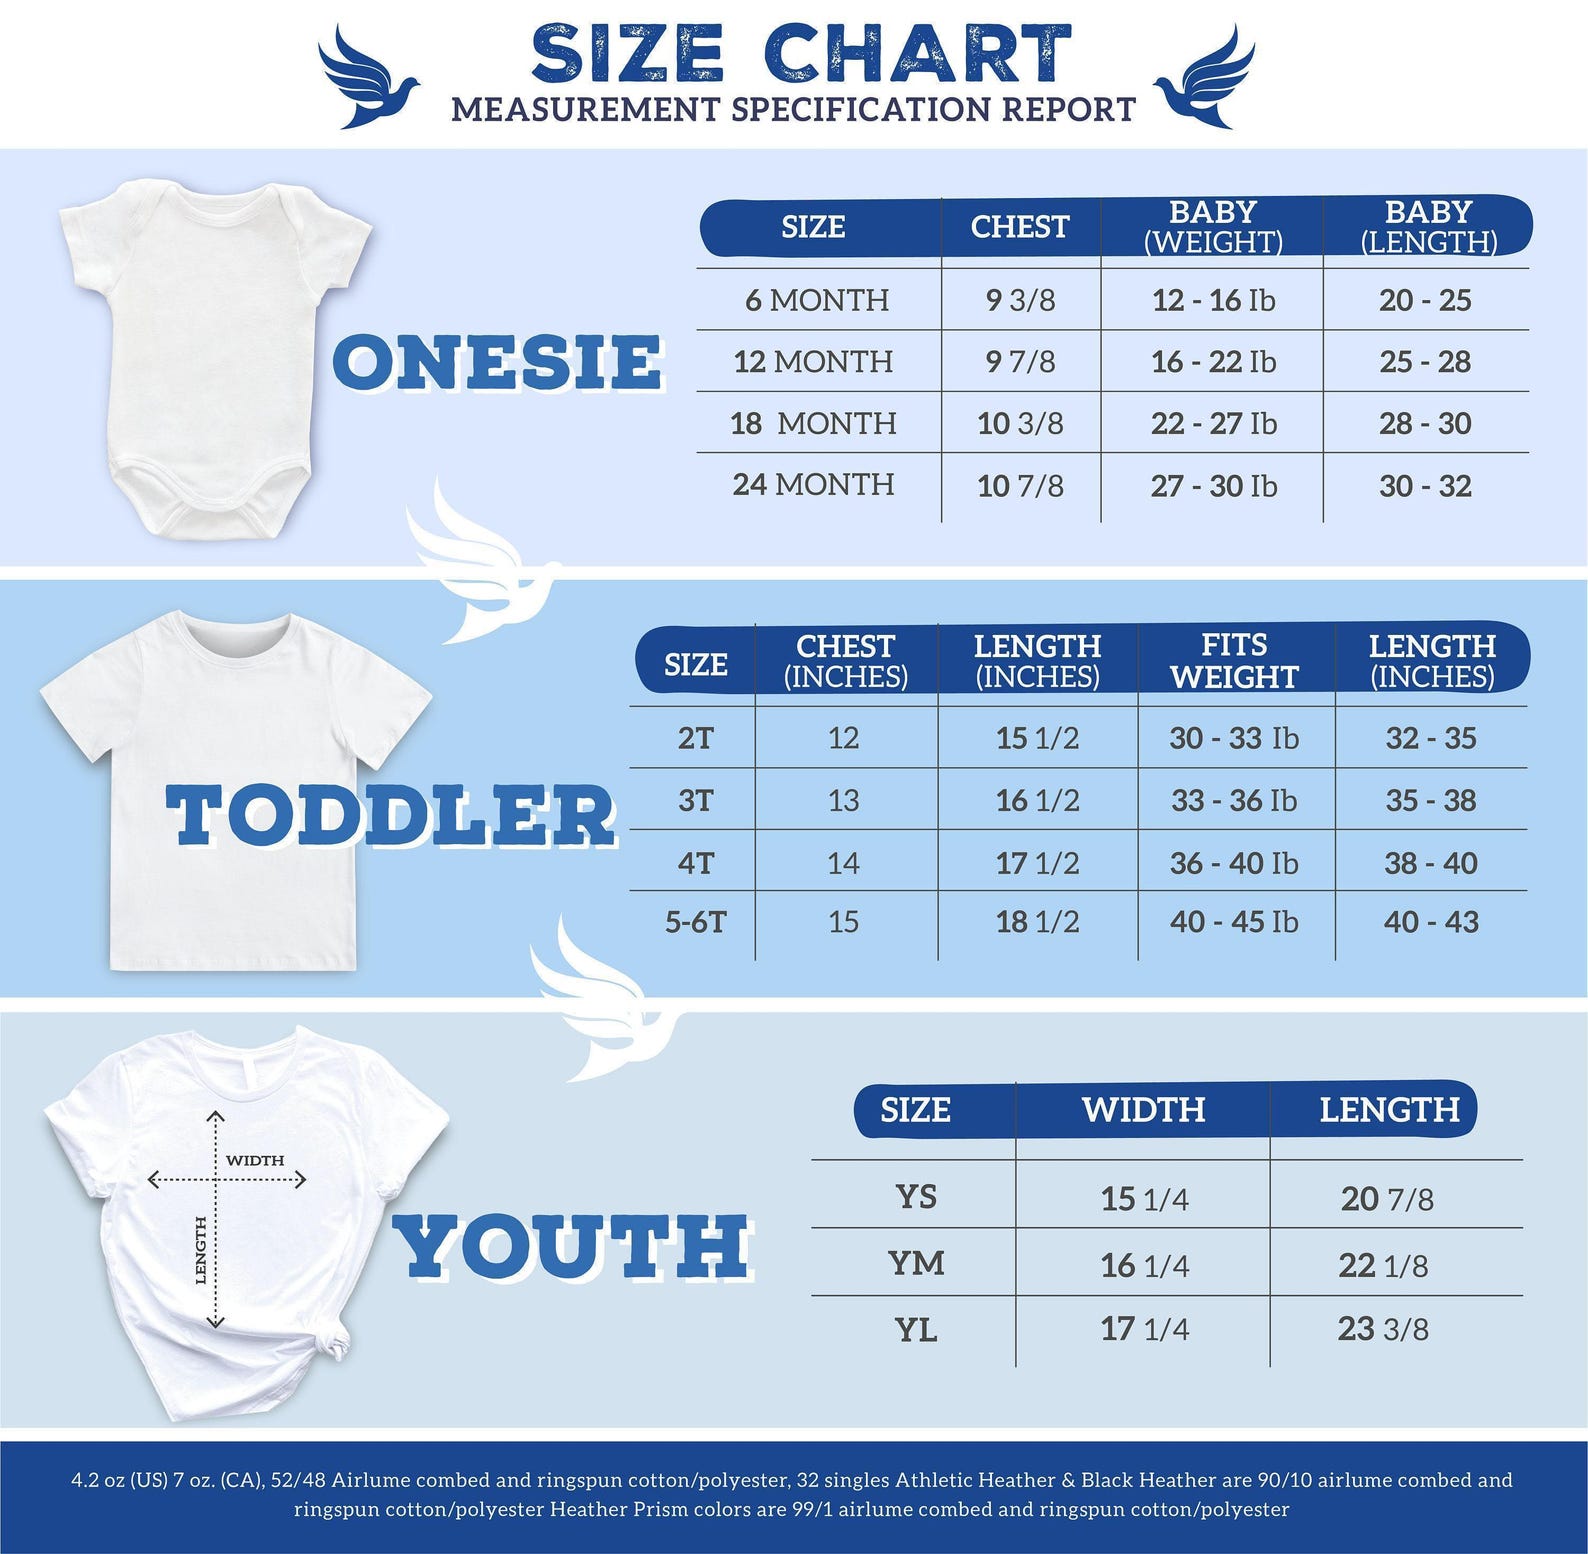 SIZE CHART
MEASUREMENT SPECIFICATION REPORT
ONESIE
SIZE CHEST BABY (WEIGHT) BABY (LENGTH)
6 MONTH 9 3/8 12 - 16 Ib 20 - 25
12 MONTH 9 7/8 16 - 22 Ib 25 - 28
18 MONTH 10 3/8 22 - 27 Ib 28 - 30
24 MONTH 10 7/8 27 - 30 Ib 30 - 32
TODDLER
SIZE CHEST (INCHES) LENGTH (INCHES) FITS WEIGHT LENGTH (INCHES)
2T 12 15 1/2 30 - 33 Ib 32 - 35
3T 13 16 1/2 33 - 36 Ib 35 - 38
4T 14 17 1/2 36 - 40 Ib 38 - 40
5-6T 15 18 1/2 40 - 45 Ib 40 - 43
WIDTH
LENGTH
YOUTH
SIZE WIDTH LENGTH
YS 15 1/4 20 7/8
YM 16 1/4 22 1/8
YL 17 1/4 23 3/8
4.2 oz (US) 7 oz. (CA), 52/48 Airlume combed and ringspun cotton/polyester, 32 singles Athletic Heather & Black Heather are 90/10 airlume combed and
ringspun cotton/polyester Heather Prism colors are 99/1 airlume combed and ringspun cotton/polyester